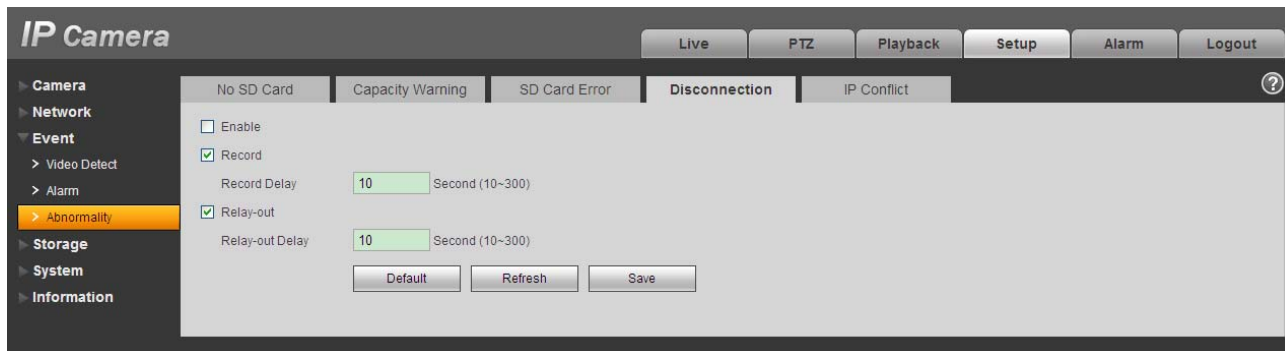 IP Camera
Live PTZ Playback Setup Alarm Logout
Camera
Network
Event
> Video Detect
> Alarm
> Abnormality
Storage
System
Information
No SD Card Capacity Warning SD Card Error Disconnection IP Conflict
?
Enable
Record
Record Delay 10 Second (10~300)
Relay-out
Relay-out Delay 10 Second (10~300)
Default Refresh Save